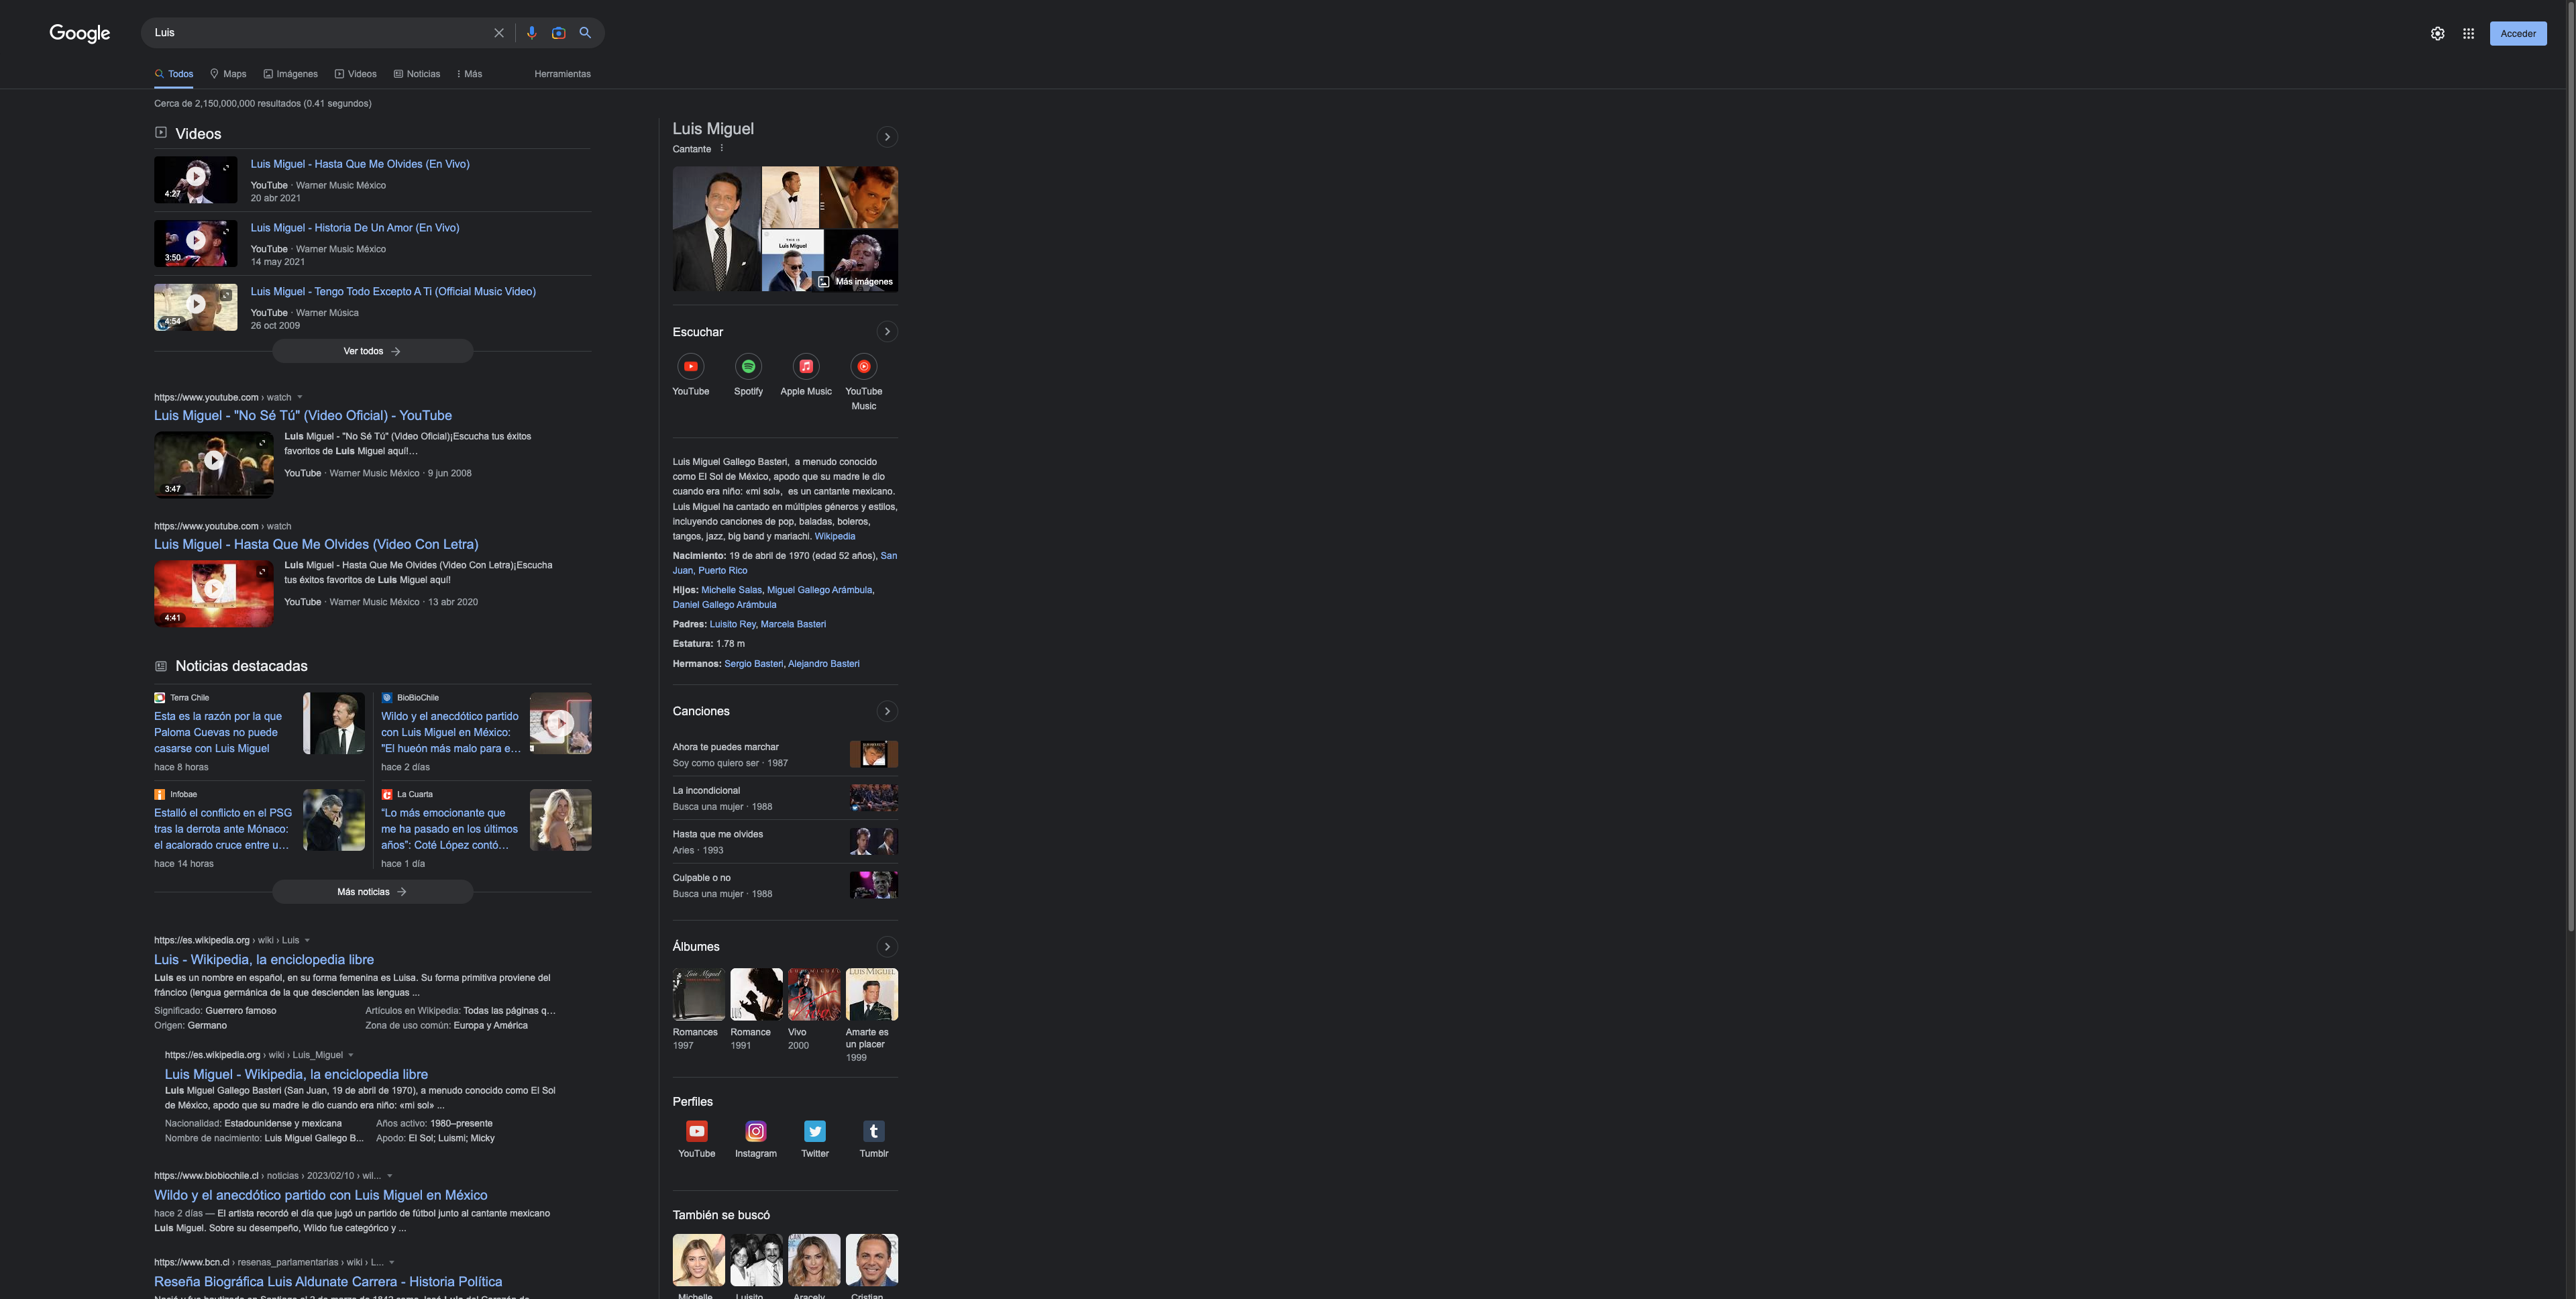 Google
Luis
Acceder
Todos
Maps
Imágenes
Videos
Noticias
Más
Herramientas
Cerca de 2,150,000,000 resultados (0.41 segundos)
Videos
4:27
Luis Miguel - Hasta Que Me Olvides (En Vivo)
YouTube · Warner Music México
20 abr 2021
3:50
Luis Miguel - Historia De Un Amor (En Vivo)
YouTube · Warner Music México
14 may 2021
4:54
Luis Miguel - Tengo Todo Excepto A Ti (Official Music Video)
YouTube · Warner Música
26 oct 2009
Ver todos
https://www.youtube.com › watch
Luis Miguel - "No Sé Tú" (Video Oficial) - YouTube
3:47
Luis Miguel - "No Sé Tú" (Video Oficial)¡Escucha tus éxitos
favoritos de Luis Miguel aquí!...
YouTube · Warner Music México · 9 jun 2008
https://www.youtube.com › watch
Luis Miguel - Hasta Que Me Olvides (Video Con Letra)
4:41
Luis Miguel - Hasta Que Me Olvides (Video Con Letra)¡Escucha
tus éxitos favoritos de Luis Miguel aquí!
YouTube · Warner Music México · 13 abr 2020
Noticias destacadas
Terra Chile
Esta es la razón por la que
Paloma Cuevas no puede
casarse con Luis Miguel
hace 8 horas
BioBioChile
Wildo y el anecdótico partido
con Luis Miguel en México:
"El hueón más malo para e...
hace 2 días
Infobae
Estalló el conflicto en el PSG
tras la derrota ante Mónaco:
el acalorado cruce entre u...
hace 14 horas
La Cuarta
“Lo más emocionante que
me ha pasado en los últimos
años”: Coté López contó...
hace 1 día
Más noticias
https://es.wikipedia.org › wiki › Luis
Luis - Wikipedia, la enciclopedia libre
Luis es un nombre en español, en su forma femenina es Luisa. Su forma primitiva proviene del
fráncico (lengua germánica de la que descienden las lenguas ...
Significado: Guerrero famoso
Artículos en Wikipedia: Todas las páginas q...
Origen: Germano
Zona de uso común: Europa y América
https://es.wikipedia.org › wiki › Luis_Miguel
Luis Miguel - Wikipedia, la enciclopedia libre
Luis Miguel Gallego Basteri (San Juan, 19 de abril de 1970), a menudo conocido como El Sol
de México, apodo que su madre le dio cuando era niño: «mi sol» ...
Nacionalidad: Estadounidense y mexicana
Años activo: 1980–presente
Nombre de nacimiento: Luis Miguel Gallego B...
Apodo: El Sol; Luismi; Micky
https://www.biobiochile.cl › noticias › 2023/02/10 › wil...
Wildo y el anecdótico partido con Luis Miguel en México
hace 2 días — El artista recordó el día que jugó un partido de fútbol junto al cantante mexicano
Luis Miguel. Sobre su desempeño, Wildo fue categórico y ...
https://www.bcn.cl › resenas_parlamentarias › wiki › L...
Reseña Biográfica Luis Aldunate Carrera - Historia Política
Luis Miguel
Cantante
THIS IS
Luis Miguel
Más imágenes
Escuchar
YouTube
Spotify
Apple Music
YouTube
Music
Luis Miguel Gallego Basteri, a menudo conocido
como El Sol de México, apodo que su madre le dio
cuando era niño: «mi sol», es un cantante mexicano.
Luis Miguel ha cantado en múltiples géneros y estilos,
incluyendo canciones de pop, baladas, boleros,
tangos, jazz, big band y mariachi. Wikipedia
Nacimiento: 19 de abril de 1970 (edad 52 años), San
Juan, Puerto Rico
Hijos: Michelle Salas, Miguel Gallego Arámbula,
Daniel Gallego Arámbula
Padres: Luisito Rey, Marcela Basteri
Estatura: 1.78 m
Hermanos: Sergio Basteri, Alejandro Basteri
Canciones
Ahora te puedes marchar
Soy como quiero ser · 1987
La incondicional
Busca una mujer · 1988
Hasta que me olvides
Aries · 1993
Culpable o no
Busca una mujer · 1988
Álbumes
Luis Miguel
LUIS MIGUEL
Romances
1997
Romance
1991
Vivo
2000
Amarte es
un placer
1999
Perfiles
YouTube
Instagram
Twitter
Tumblr
También se buscó
Michelle
Luisito
Aracely
Cristian